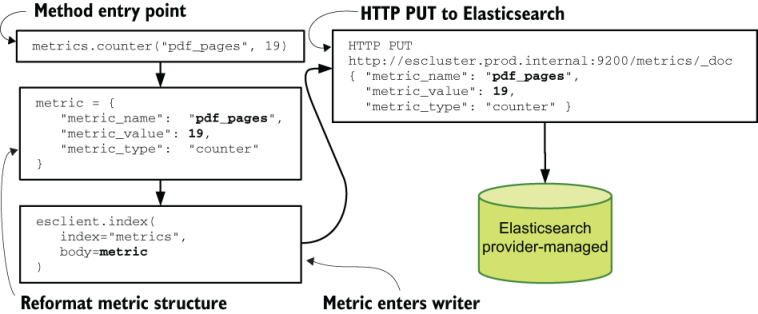 Method entry point
metrics.counter("pdf_pages", 19)
metric = {
"metric_name": "pdf_pages",
"metric_value": 19,
"metric_type": "counter"
}
esclient.index(
index="metrics",
body=metric
)
Reformat metric structure
Metric enters writer
HTTP PUT to Elasticsearch
HTTP PUT
http://escluster.prod.internal:9200/metrics/_doc
{ "metric_name": "pdf_pages",
"metric_value": 19,
"metric_type": "counter" }
Elasticsearch
provider-managed